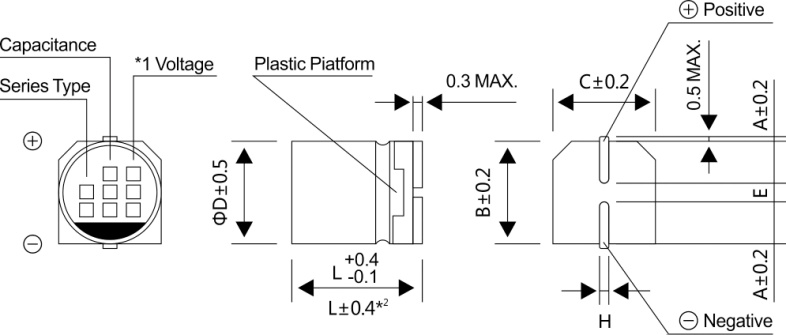 Capacitance
*1 Voltage
Series Type
Plastic Piatform
0.3 MAX.
C±0.2
⊕ Positive
0.5 MAX.
A±0.2
⊕
⊖
ΦD±0.5
B±0.2
E
A±0.2
L +0.4 -0.1
L±0.4*2
H
⊖ Negative